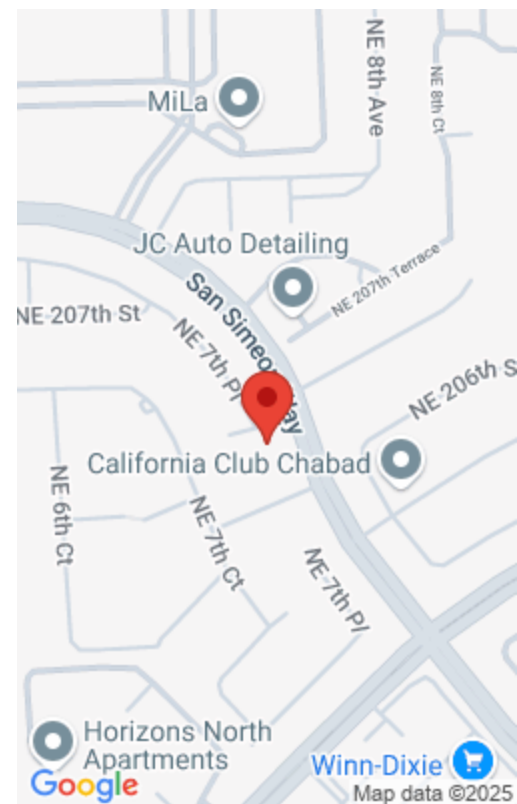 NE 8th Ave
NE 8th Ct
MiLa
JC Auto Detailing
NE 207th Terrace
San Simeon Way
NE 207th St
NE 7th Pl
NE 206th S
California Club Chabad
NE 6th Ct
NE 7th Ct
NE 7th Pl
Horizons North
Apartments
Winn-Dixie
Google
Map data ©2025